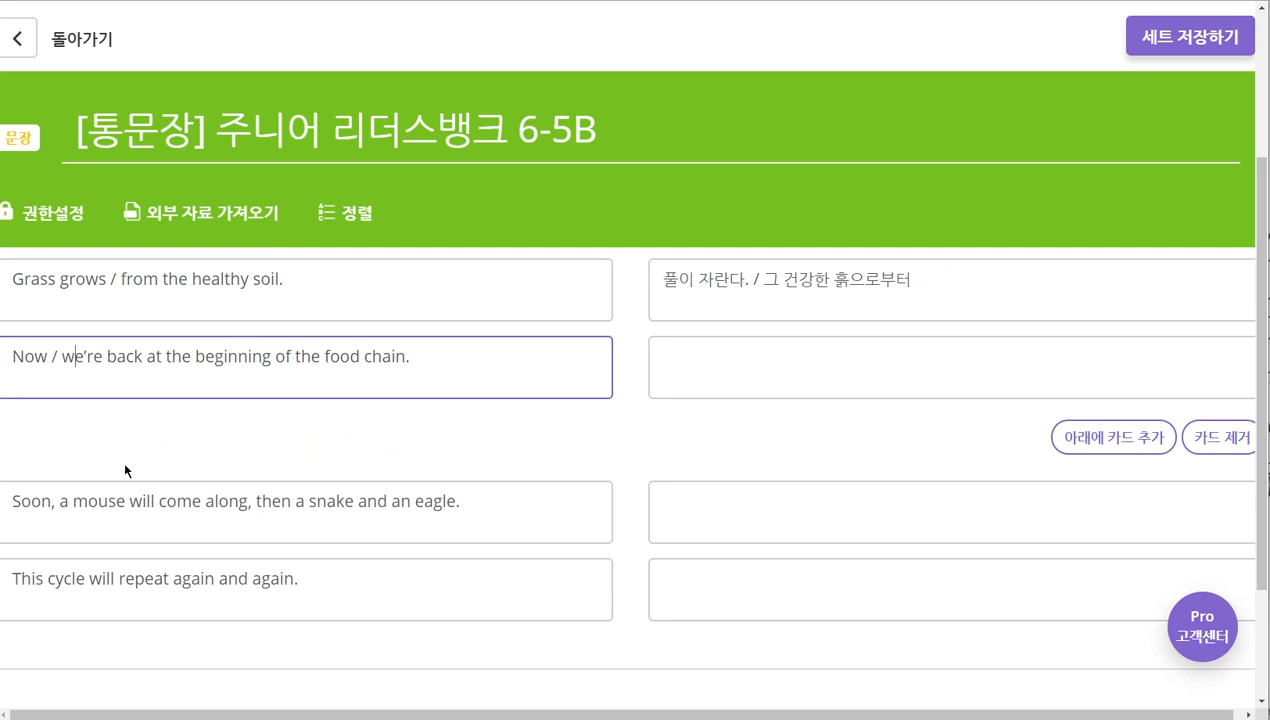 돌아가기
세트 저장하기
문장
[통문장] 주니어 리더스뱅크 6-5B
권한설정
외부 자료 가져오기
정렬
Grass grows / from the healthy soil.
풀이 자란다. / 그 건강한 흙으로부터
Now / we’re back at the beginning of the food chain.
아래에 카드 추가
카드 제거
Soon, a mouse will come along, then a snake and an eagle.
This cycle will repeat again and again.
Pro
고객센터